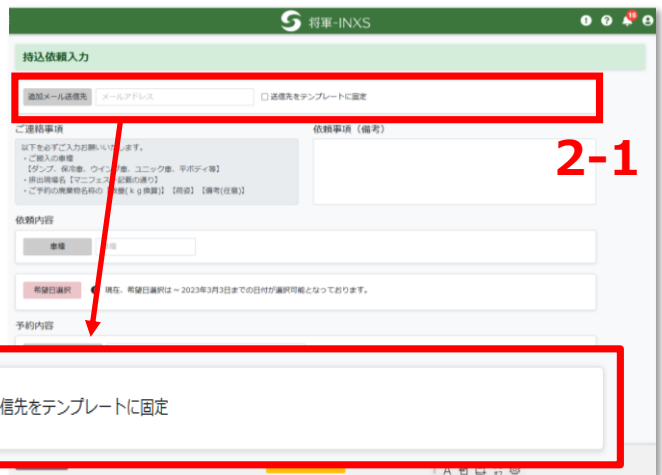 将軍-INXS
持込依頼入力
追加メール送信先 メールアドレス □ 送信先をテンプレートに固定
ご連絡事項 依頼事項（備考）
2-1
以下を必ずご入力お願いいたします。
・ご搬入の車種
【ダンプ、保冷車、ウイング車、ユニック車、平ボディ等】
・排出現場名【マニフェスト記載の通り】
・ご予約の廃棄物名称の【数量(ｋｇ換算)】【荷姿】【備考(任意)】
依頼内容
車種
希望日選択 現在、希望日選択は ~ 2023年3月3日までの日付が選択可能となっております。
予約内容
信先をテンプレートに固定